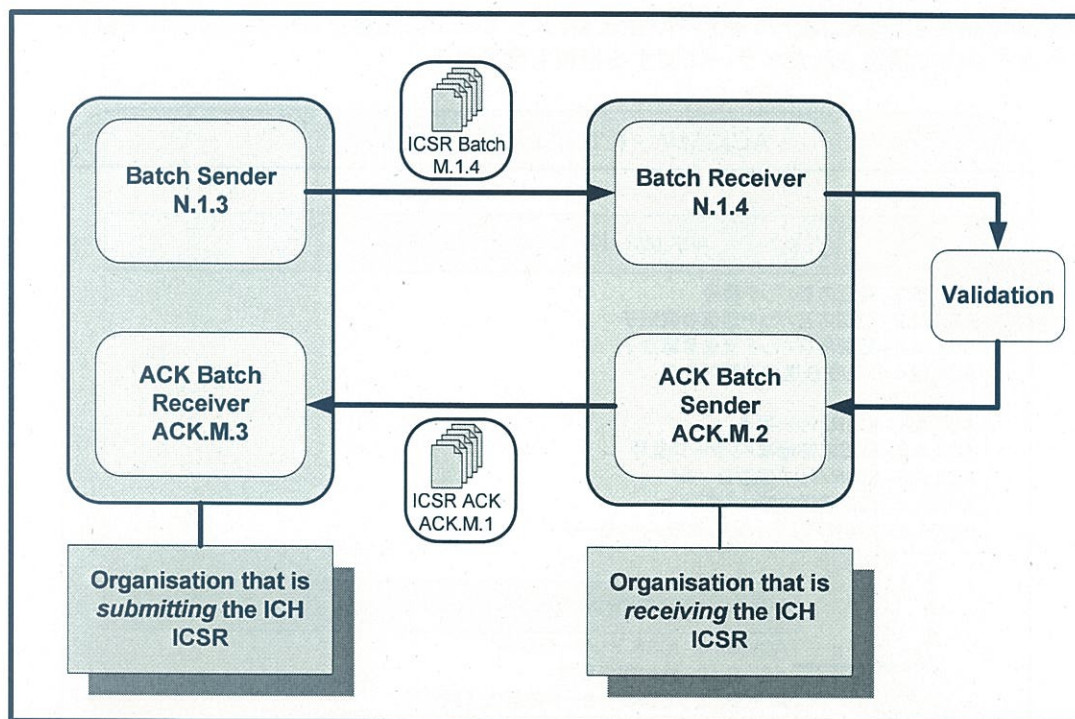 ICSR Batch
M.1.4
Batch Sender
N.1.3
Batch Receiver
N.1.4
Validation
ACK Batch
Receiver
ACK.M.3
ACK Batch
Sender
ACK.M.2
ICSR ACK
ACK.M.1
Organisation that is
submitting the ICH
ICSR
Organisation that is
receiving the ICH
ICSR